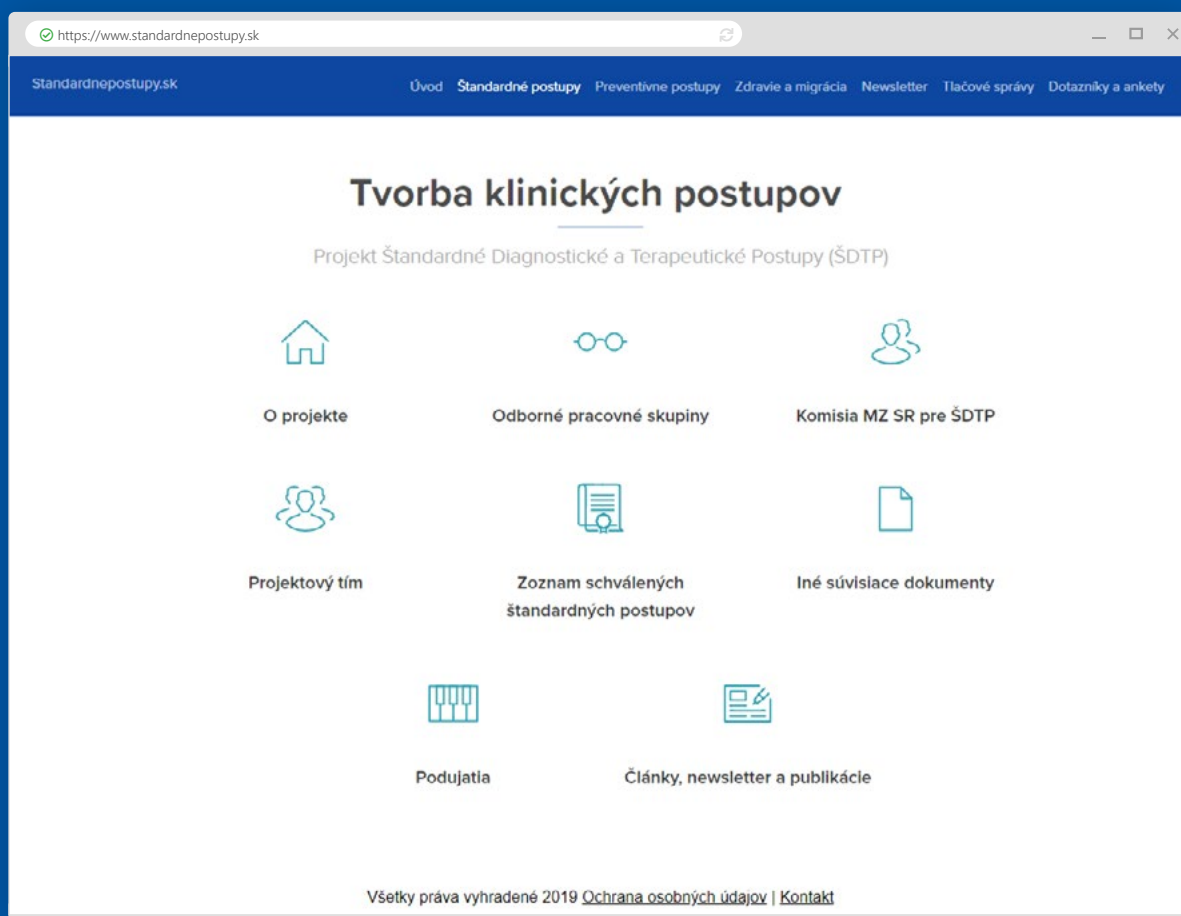 https://www.standardnepostupy.sk
Standardnepostupy.sk
Úvod Štandardné postupy Preventívne postupy Zdravie a migrácia Newsletter Tlačové správy Dotazníky a ankety
Tvorba klinických postupov
Projekt Štandardné Diagnostické a Terapeutické Postupy (ŠDTP)
O projekte
Odborné pracovné skupiny
Komisia MZ SR pre ŠDTP
Projektový tím
Zoznam schválených
štandardných postupov
Iné súvisiace dokumenty
Podujatia
Články, newsletter a publikácie
Všetky práva vyhradené 2019 Ochrana osobných údajov | Kontakt